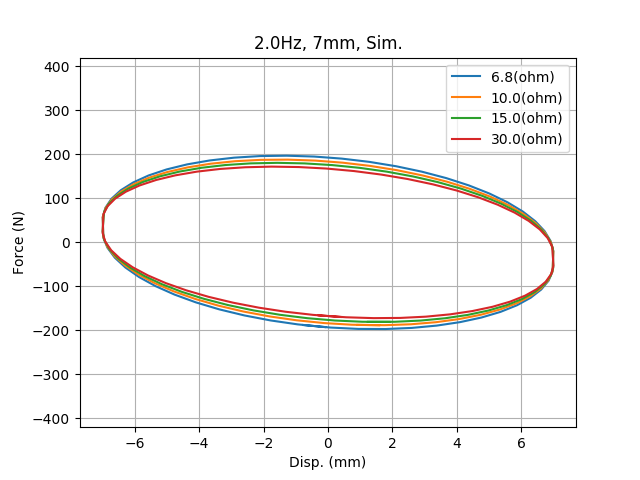 2.0Hz, 7mm, Sim.
6.8(ohm)
10.0(ohm)
15.0(ohm)
30.0(ohm)
Force (N)
400
300
200
100
0
−100
−200
−300
−400
−6 −4 −2 0 2 4 6
Disp. (mm)